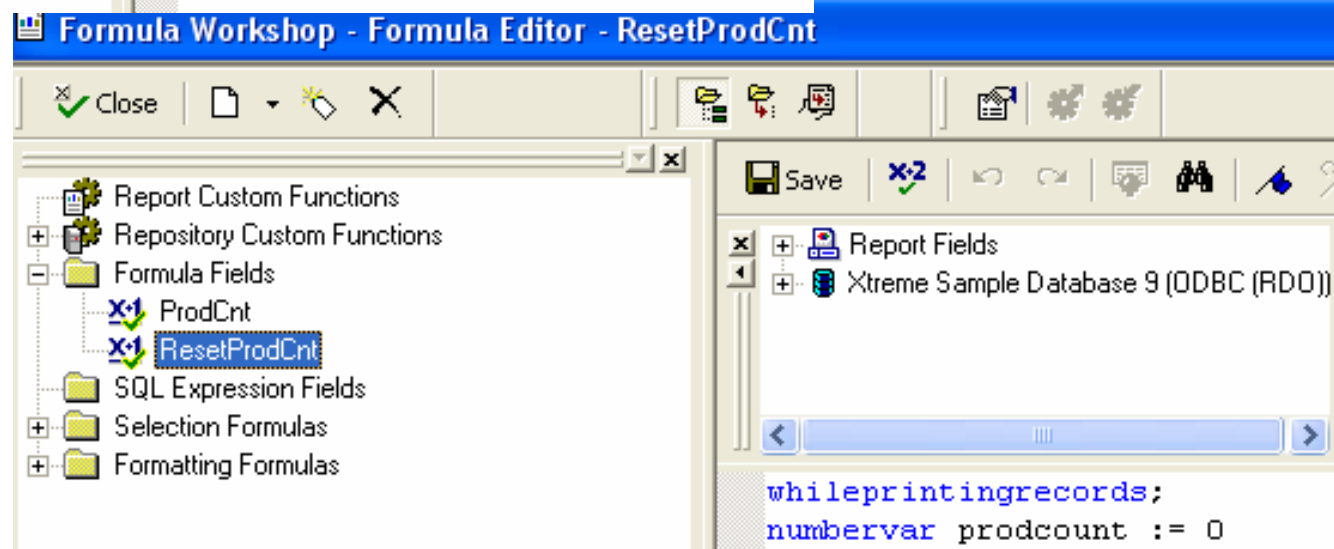 Formula Workshop - Formula Editor - ResetProdCnt
Close
Report Custom Functions
Repository Custom Functions
Formula Fields
ProdCnt
ResetProdCnt
SQL Expression Fields
Selection Formulas
Formatting Formulas
Save
Report Fields
Xtreme Sample Database 9 (ODBC (RDO))
whileprintingrecords;
numbervar prodcount := 0